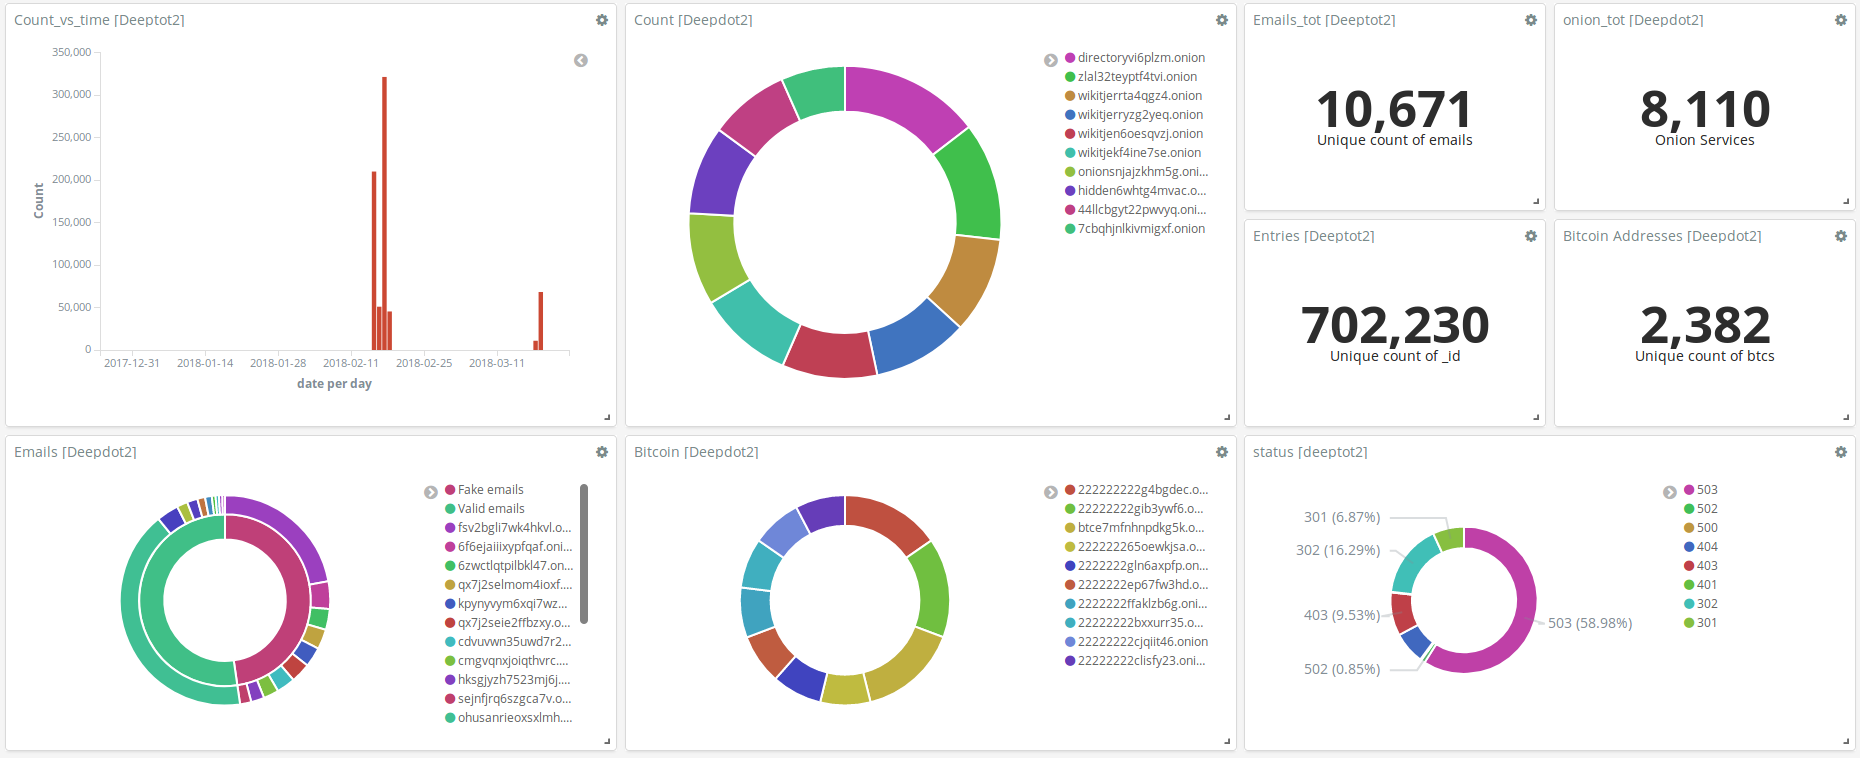 Count_vs_time [Deeptot2]
350,000
300,000
250,000
200,000
150,000
100,000
50,000
0
Count
2017-12-31
2018-01-14
2018-01-28
2018-02-11
2018-02-25
2018-03-11
date per day
Count [Deepdot2]
directoryvi6plzm.onion
zlal32teyptf4tvi.onion
wikitjerrta4qgz4.onion
wikitjerryzg2yeq.onion
wikitjen6oesqvzj.onion
wikitjekf4ine7se.onion
onionsnjajzkhm5g.oni...
hidden6whtg4mvac.o...
44llcbgyt22pwvyq.oni...
7cbqhjnlkivmigxf.onion
Emails_tot [Deeptot2]
10,671
Unique count of emails
onion_tot [Deepdot2]
8,110
Onion Services
Entries [Deeptot2]
702,230
Unique count of _id
Bitcoin Addresses [Deepdot2]
2,382
Unique count of btcs
Emails [Deepdot2]
Fake emails
Valid emails
fsv2bgli7wk4hkvl.o...
6f6ejaiiixypfqaf.oni...
6zwctlqtpilbkl47.on...
qx7j2selmom4ioxf....
kpynyvym6xqi7wz...
qx7j2seie2ffbzxy.o...
cdvuvwn35uwd7r2...
cmgvqnxjoiqthvrc....
hksgjyzh7523mj6j....
sejnfjrq6szgca7v.o...
ohusanrieoxsxlmh....
Bitcoin [Deepdot2]
222222222g4bgdec.o...
22222222gib3ywf6.o...
btce7mfnhnpdkg5k.o...
222222265oewkjsa.o...
2222222gln6axpfp.on...
2222222ep67fw3hd.o...
2222222ffaklzb6g.oni...
2222222bxxurr35.o...
22222222cjqiit46.onion
22222222clisfy23.oni...
status [deeptot2]
301 (6.87%)
302 (16.29%)
403 (9.53%)
502 (0.85%)
503 (58.98%)
503
502
500
404
403
401
302
301